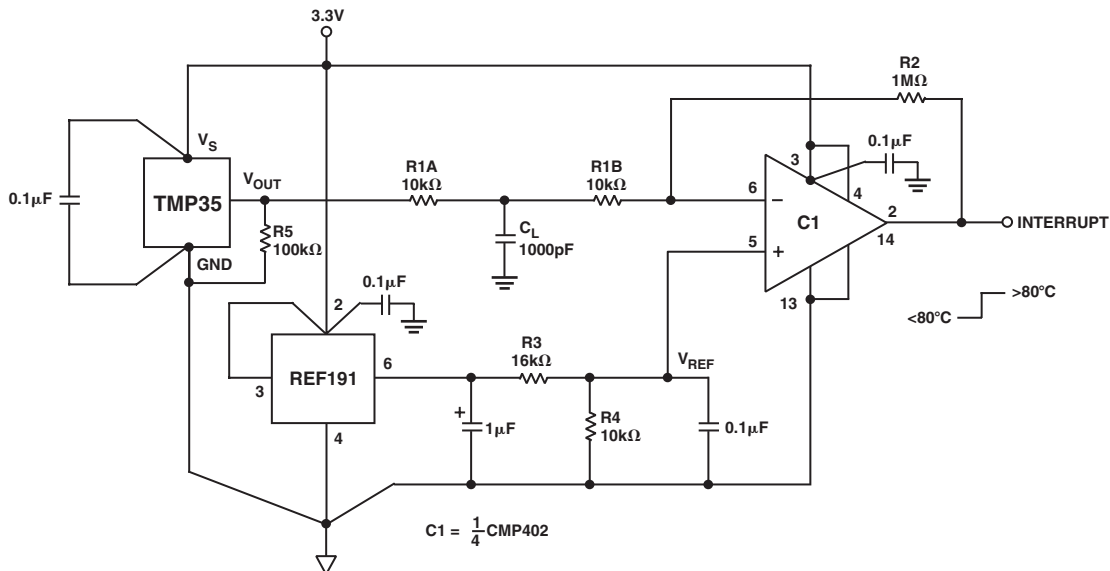 3.3V
R2
1MΩ
0.1μF
V_S
TMP35
V_OUT
R5
100kΩ
GND
R1A
10kΩ
C_L
1000pF
R1B
10kΩ
3
0.1μF
6
−
4
C1
5
+
2
14
13
INTERRUPT
<80°C
>80°C
2
0.1μF
REF191
3
6
4
R3
16kΩ
V_REF
+
1μF
R4
10kΩ
0.1μF
C1 = 1/4 CMP402